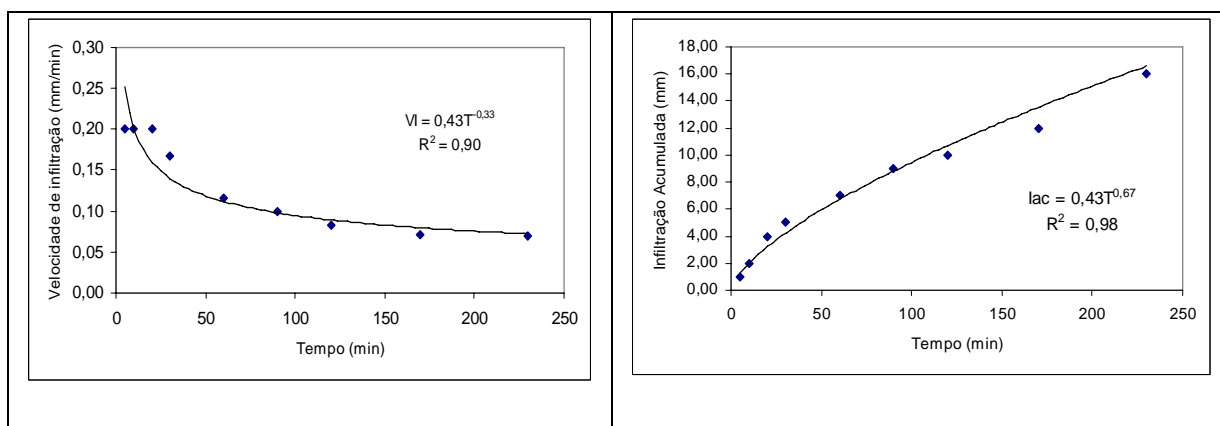 0,30
0,25
0,20
0,15
0,10
0,05
0,00
Velocidade de infiltração (mm/min)
VI = 0,43T^-0,33
R² = 0,90
0 50 100 150 200 250
Tempo (min)
18,00
16,00
14,00
12,00
10,00
8,00
6,00
4,00
2,00
0,00
Infiltração Acumulada (mm)
Iac = 0,43T^0,67
R² = 0,98
0 50 100 150 200 250
Tempo (min)